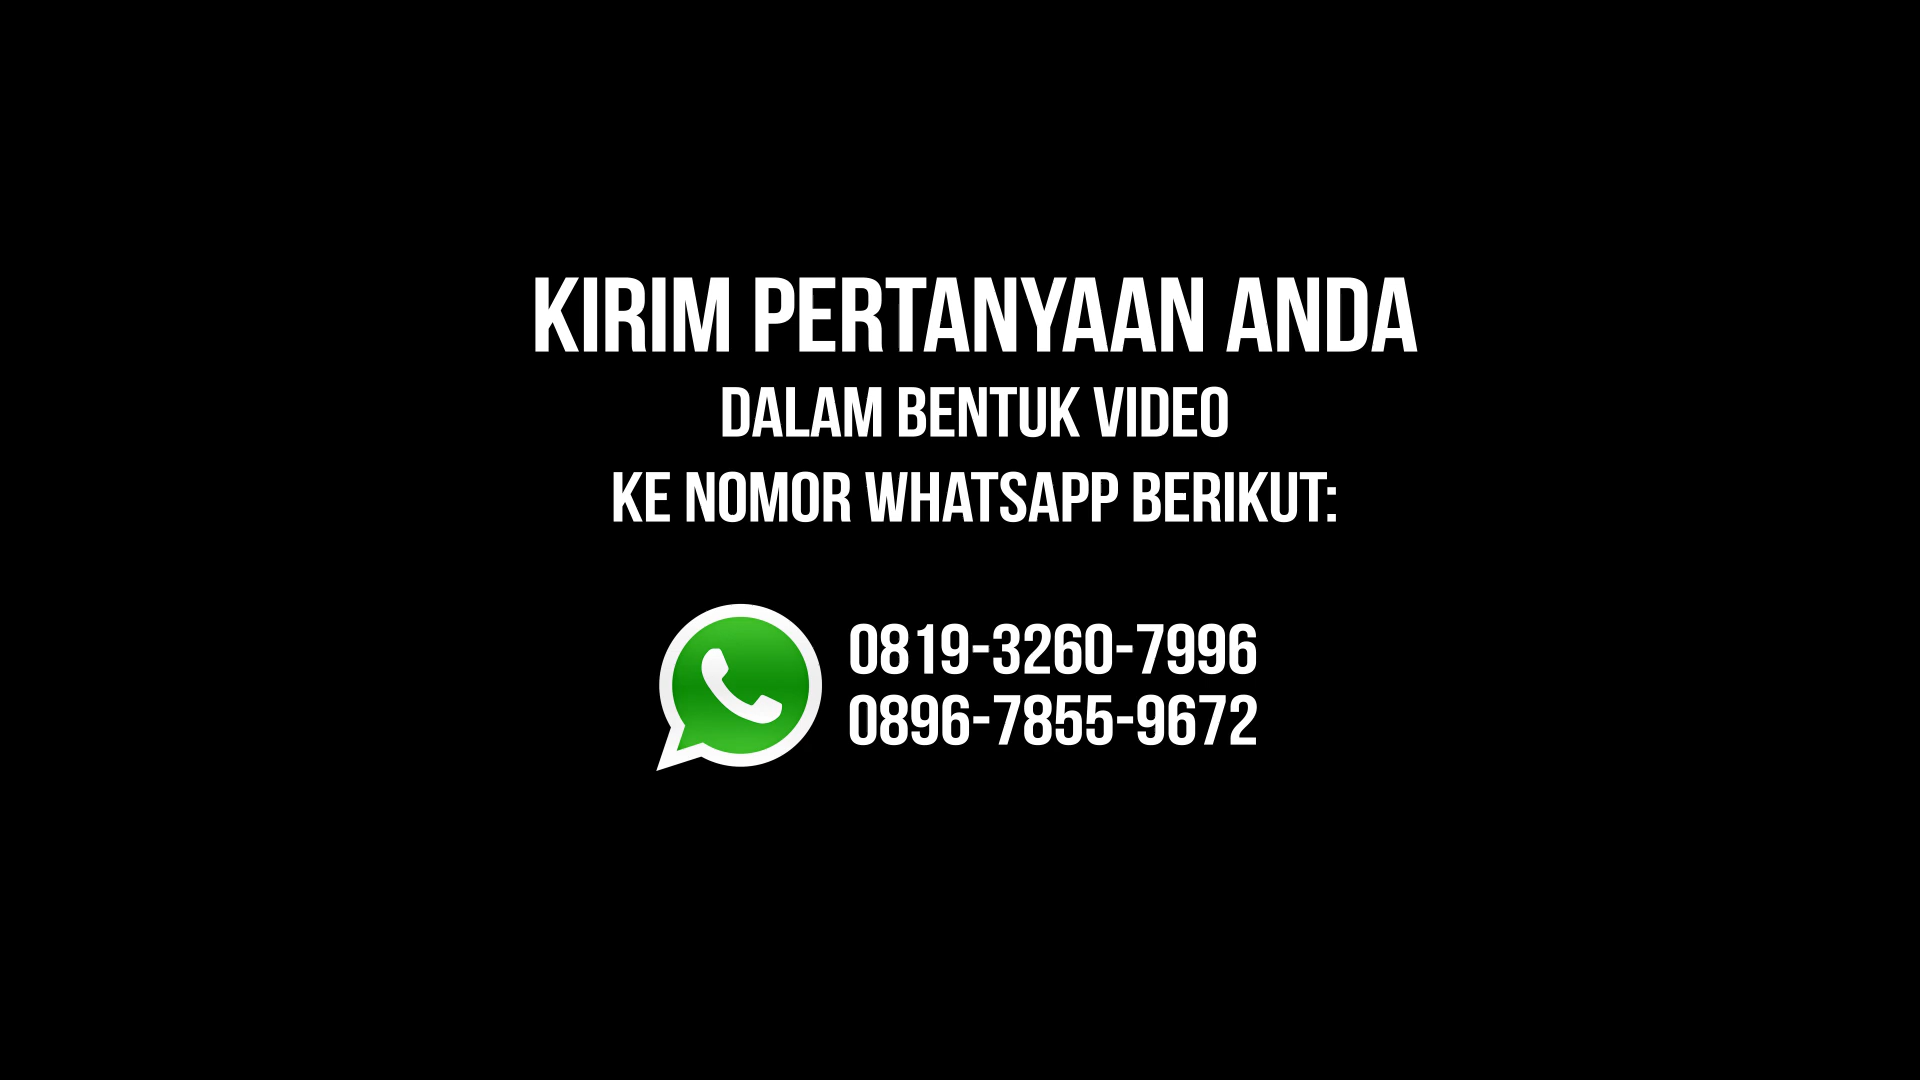 KIRIM PERTANYAAN ANDA
DALAM BENTUK VIDEO
KE NOMOR WHATSAPP BERIKUT:
0819-3260-7996
0896-7855-9672